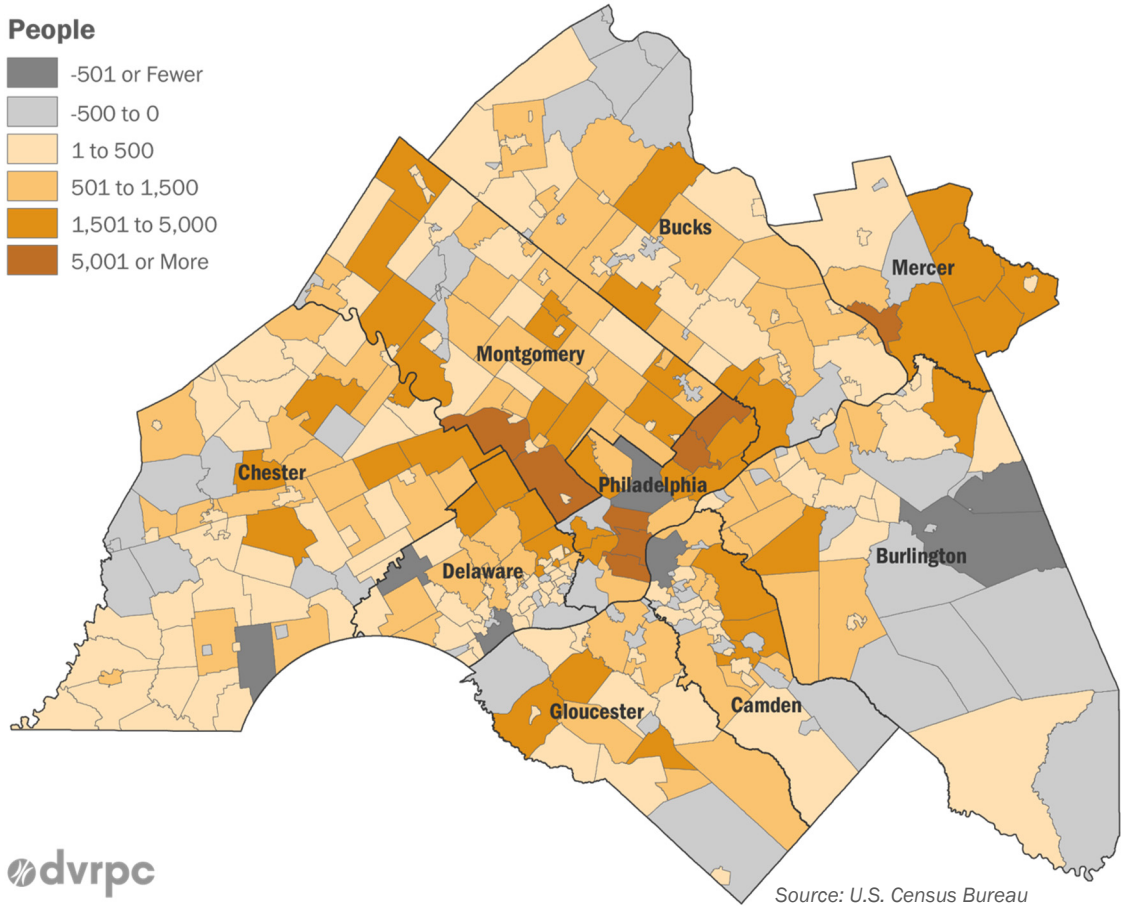 People
-501 or Fewer
-500 to 0
1 to 500
501 to 1,500
1,501 to 5,000
5,001 or More
Bucks
Mercer
Montgomery
Chester
Philadelphia
Burlington
Delaware
Camden
Gloucester
dvrpc
Source: U.S. Census Bureau